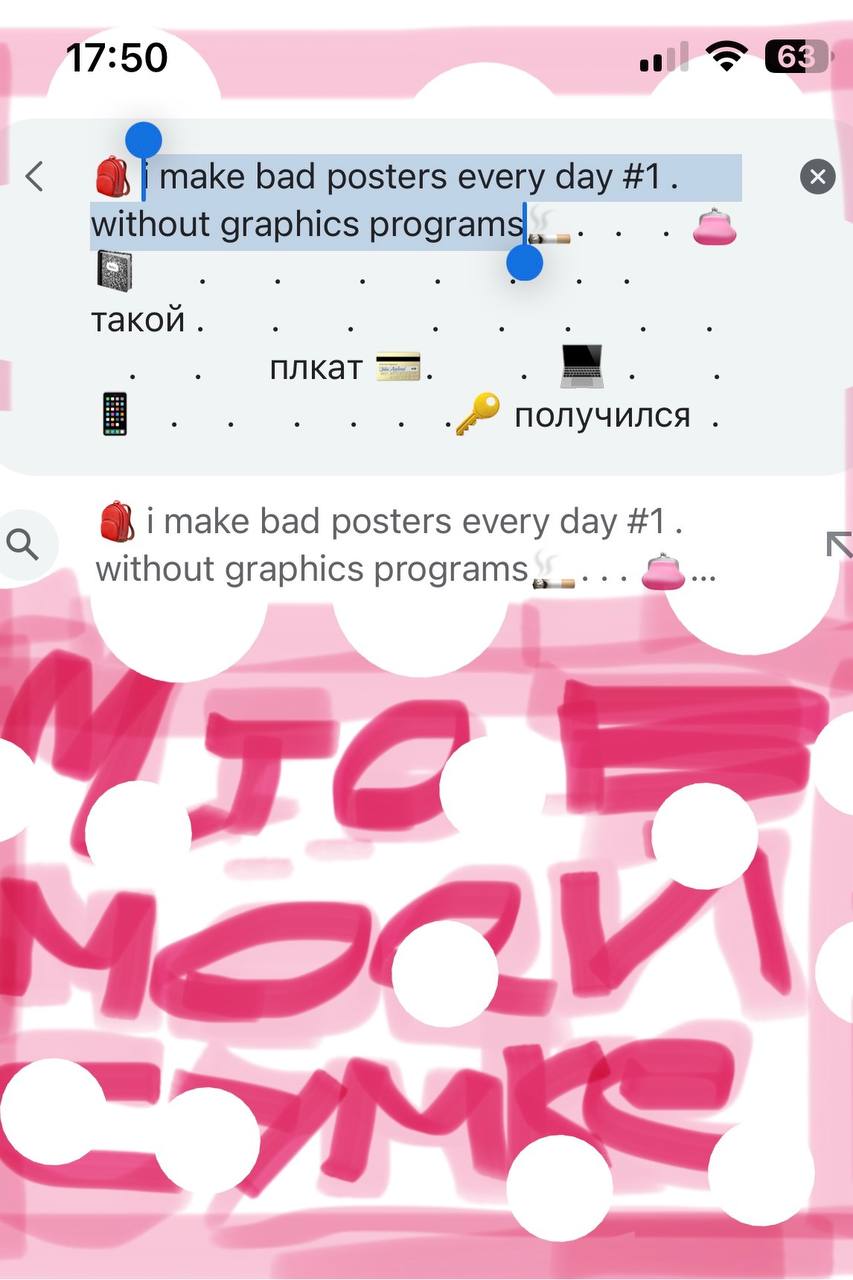 17:50
63
🎒 i make bad posters every day #1 .
without graphics programs🚬 . . . 👛
📓 . . . . . . .
такой . . . . . . . .
. . плкат 💳 . . 💻 . .
📱 . . . . . . 🔑 получился .
🎒 i make bad posters every day #1 .
without graphics programs🚬 . . . 👛...
МОЕЙ
СУМКЕ